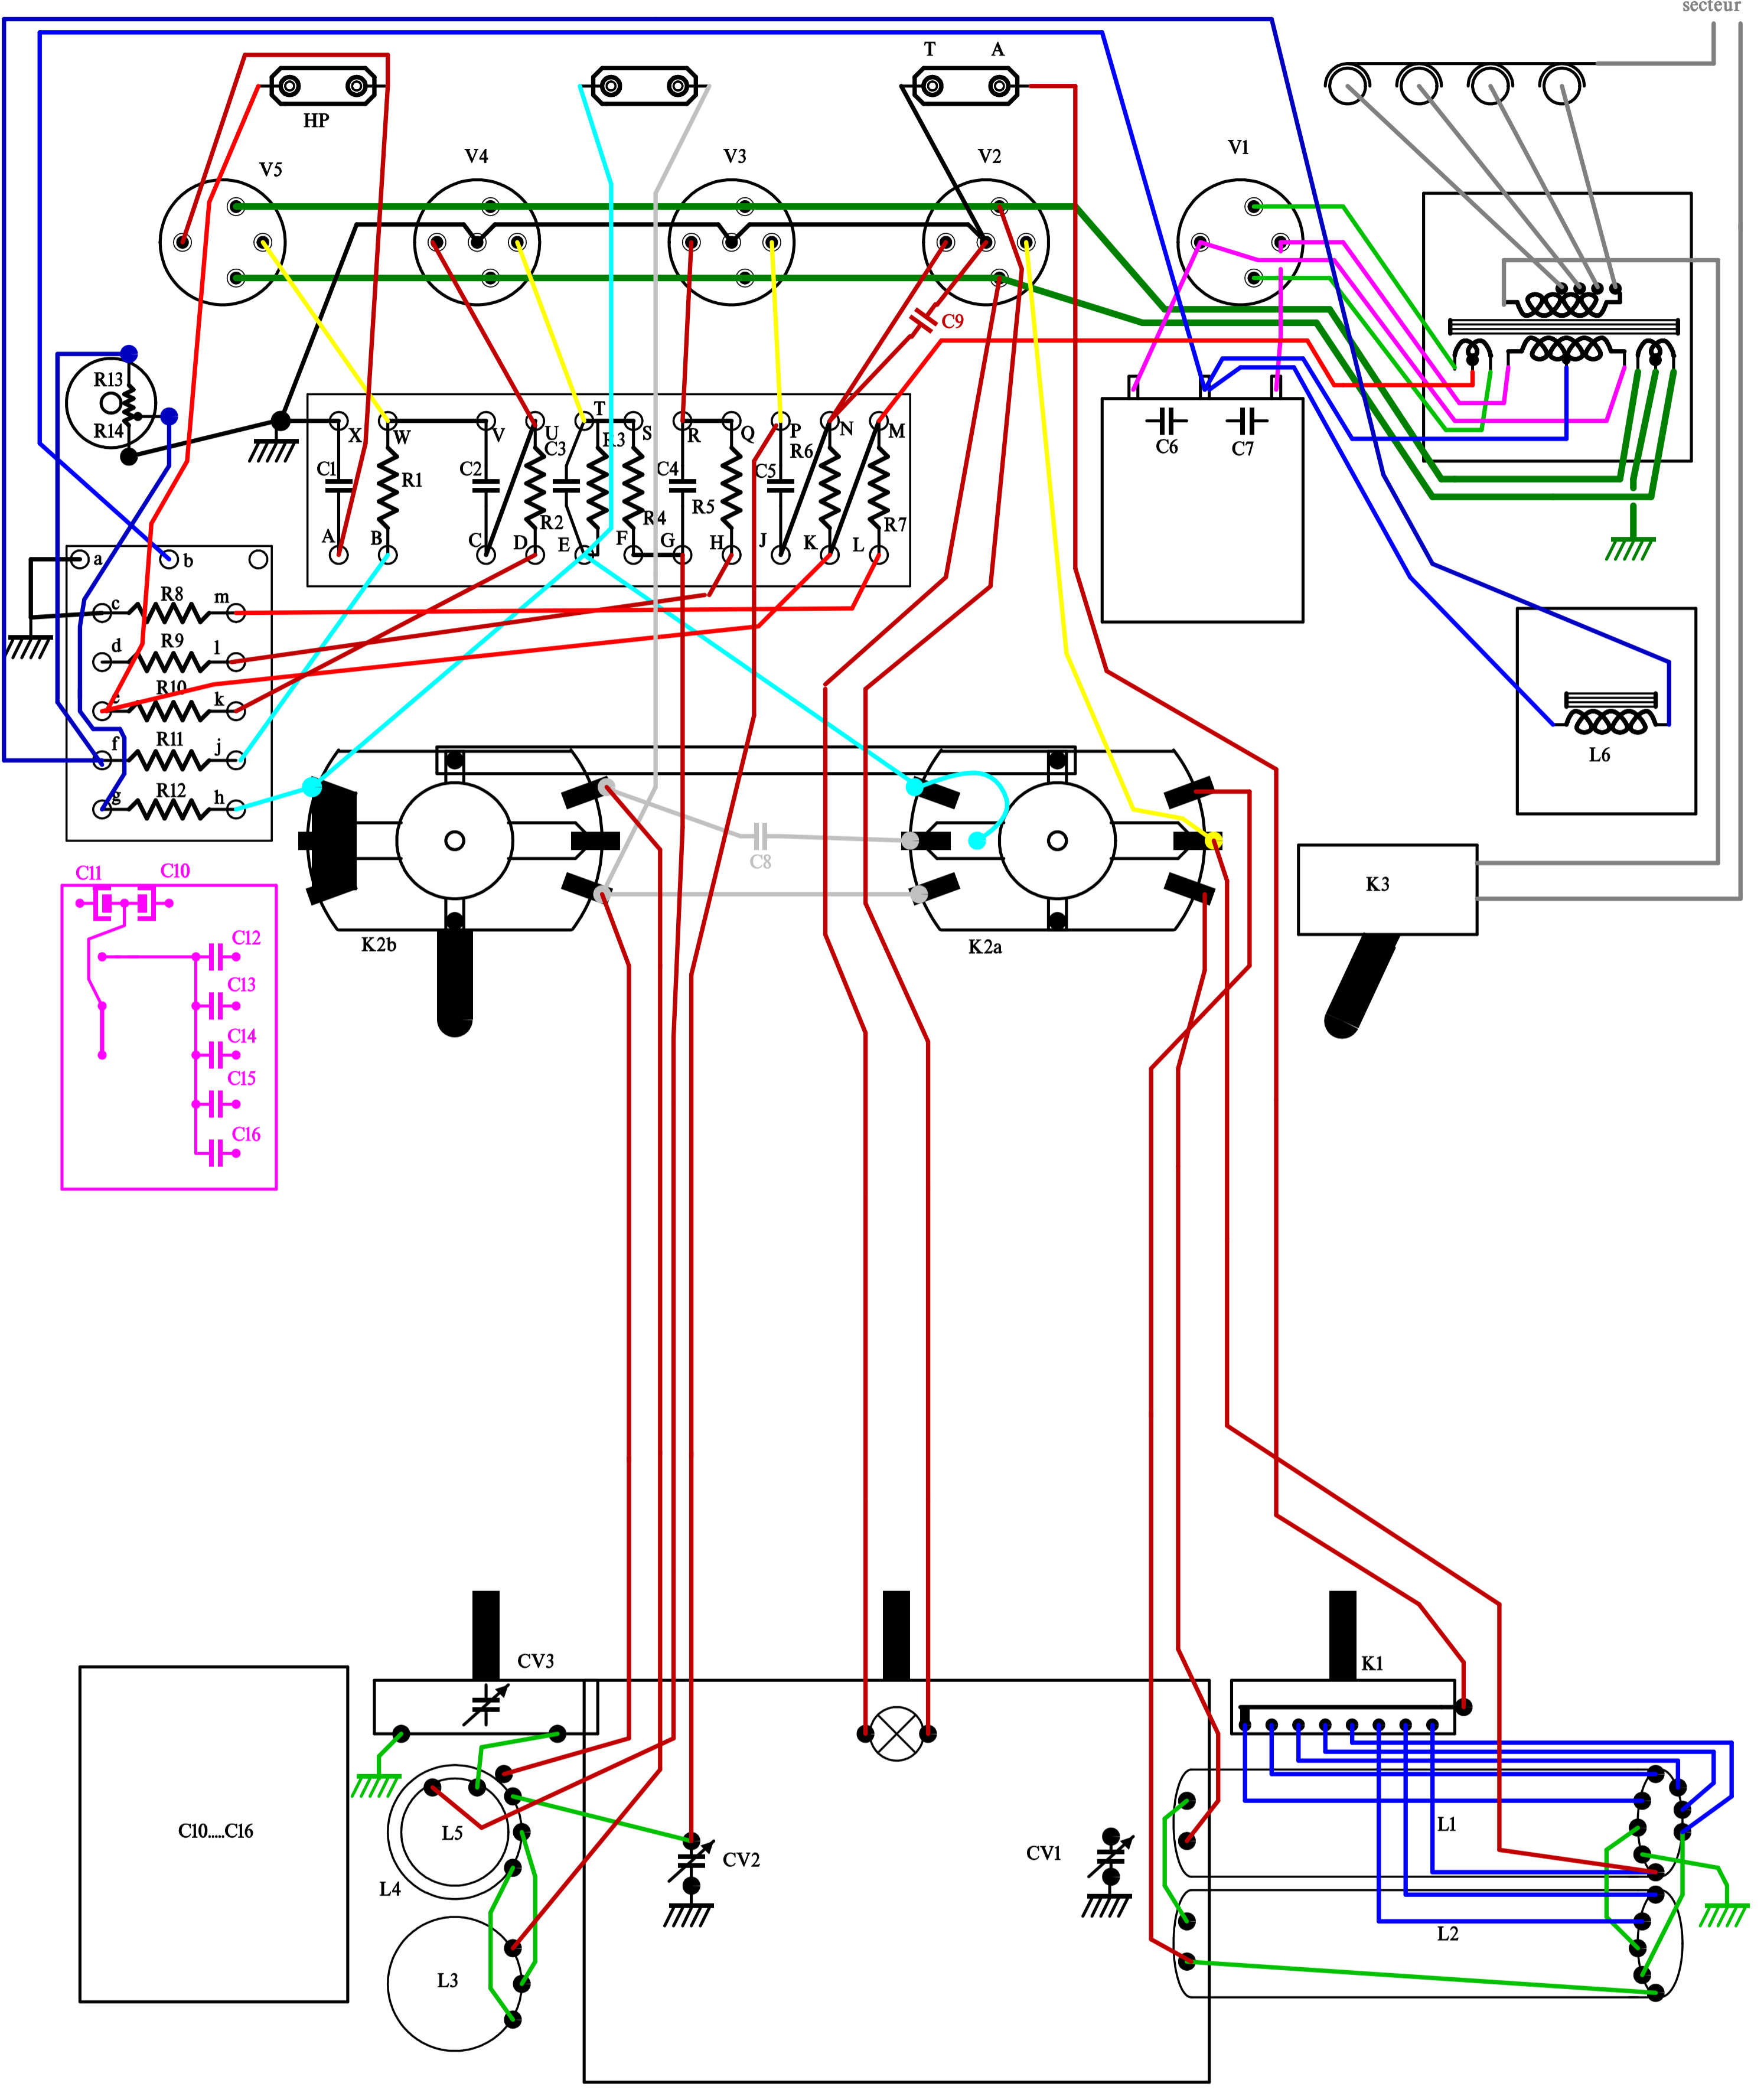 secteur
T A
HP
V5 V4 V3 V2 V1
C9
R13
R14
X W V U T S R Q P N M
C1 R1 C2 C3 R3 C4 C5 R6
R2 R4 R5 R7
A B C D E F G H J K L
C6 C7
a b
c R8 m
d R9 l
e R10 k
f R11 j
g R12 h
L6
C8
K2b K2a K3
C11 C10
C12
C13
C14
C15
C16
CV3 K1
C10.....C16 L5 CV2 CV1 L1
L4
L3 L2